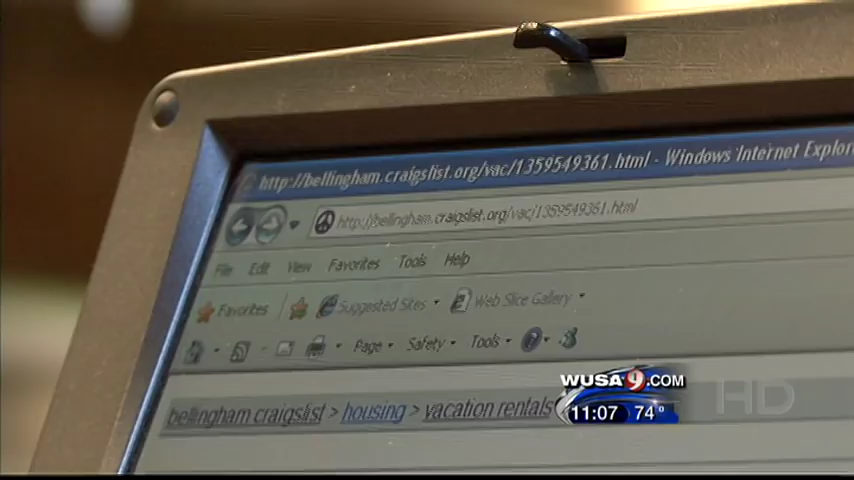 http://bellingham.craigslist.org/vac/1359549361.html - Windows Internet Explor
http://bellingham.craigslist.org/vac/1359549361.html
File Edit View Favorites Tools Help
Favorites Suggested Sites Web Slice Gallery
Page Safety Tools
bellingham craigslist > housing > vacation rentals
WUSA 9.COM
11:07 74°
HD